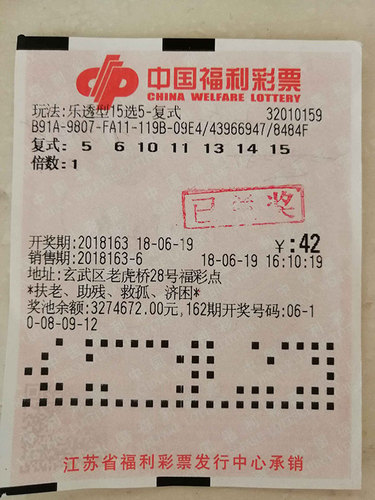 中国福利彩票
CHINA WELFARE LOTTERY
玩法:乐透型15选5-复式 32010159
B91A-9807-FA11-119B-09E4/43966947/8484F
复式: 5 6 10 11 13 14 15
倍数:1
已兑奖
开奖期:2018163 18-06-19 ¥:42
销售期:2018163-6 18-06-19 16:10:19
地址:玄武区老虎桥28号福彩点
*扶老、助残、救孤、济困*
奖池余额:3274672.00元,162期开奖号码:06-1
0-08-09-12
江苏省福利彩票发行中心承销